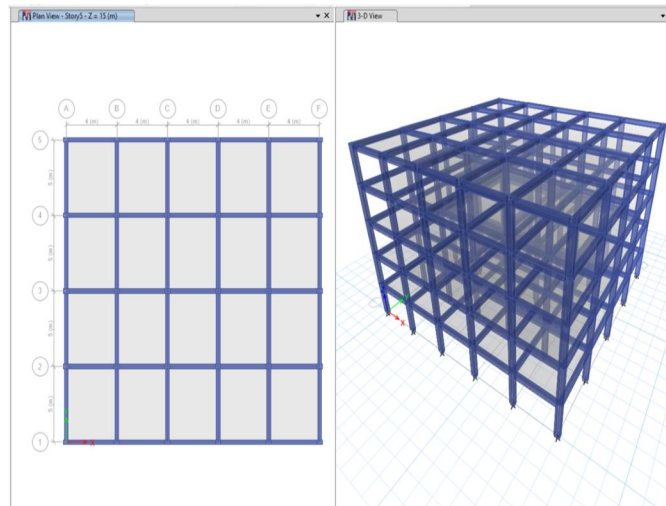 Plan View - Story5 - Z = 15 (m)
3-D View
A B C D E F
4 (m) 4 (m) 4 (m) 4 (m) 4 (m)
5
5 (m)
4
5 (m)
3
5 (m)
2
5 (m)
1
X
X